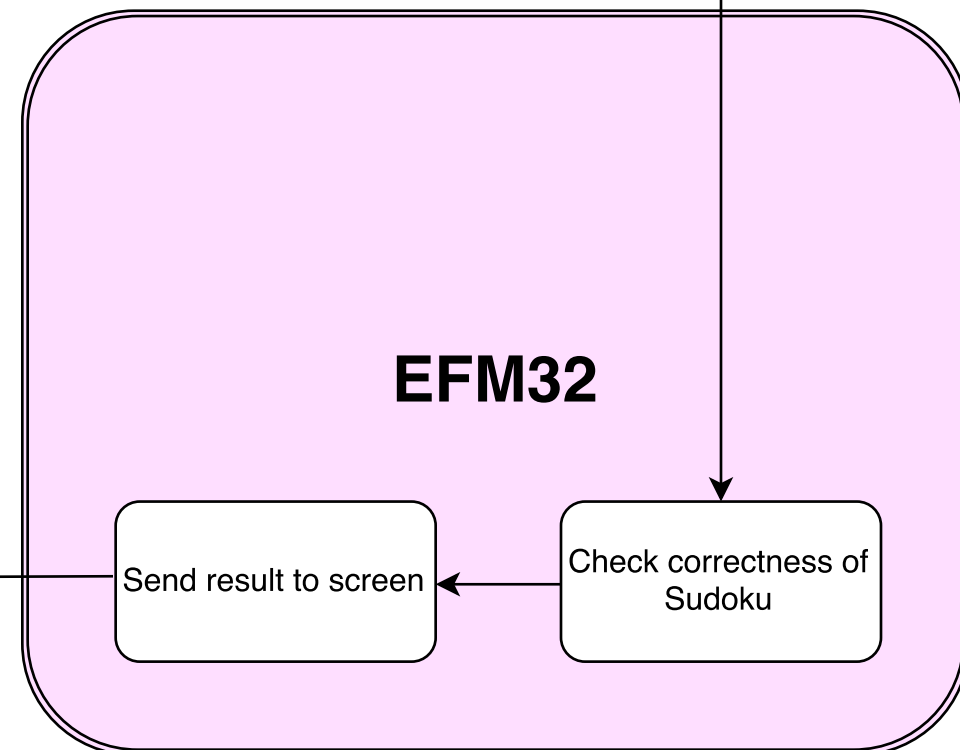 EFM32
Send result to screen
Check correctness of
Sudoku